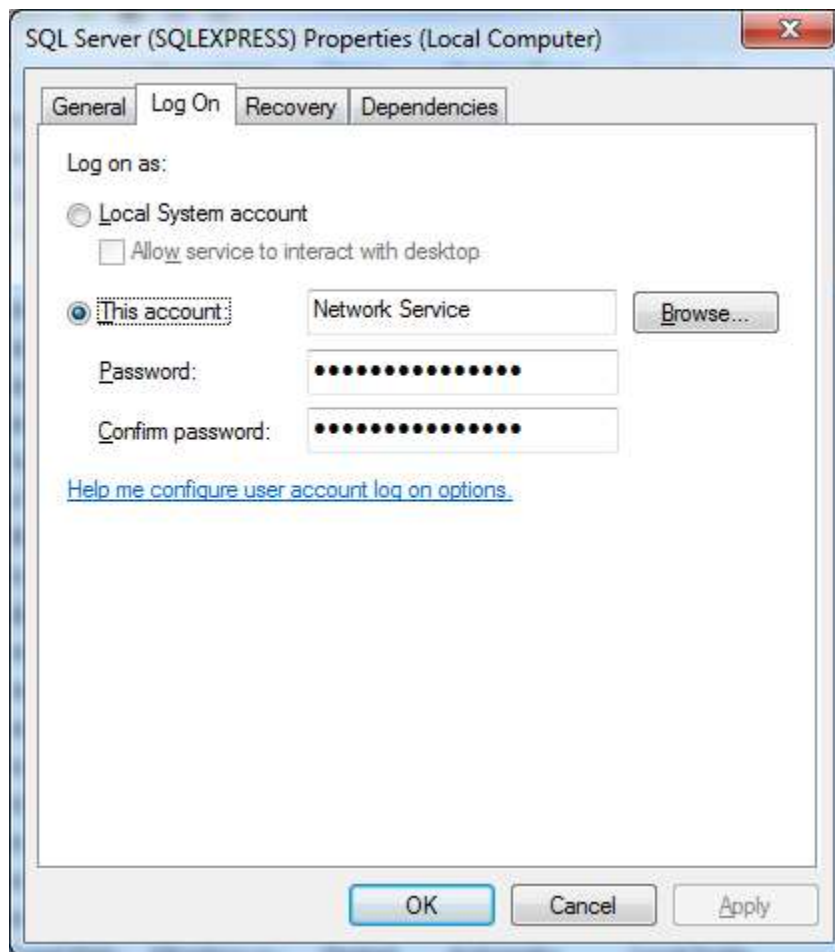 SQL Server (SQLEXPRESS) Properties (Local Computer)
General Log On Recovery Dependencies
Log on as:
Local System account
Allow service to interact with desktop
This account: Network Service Browse...
Password: •••••••••••••••
Confirm password: •••••••••••••••
Help me configure user account log on options.
OK Cancel Apply